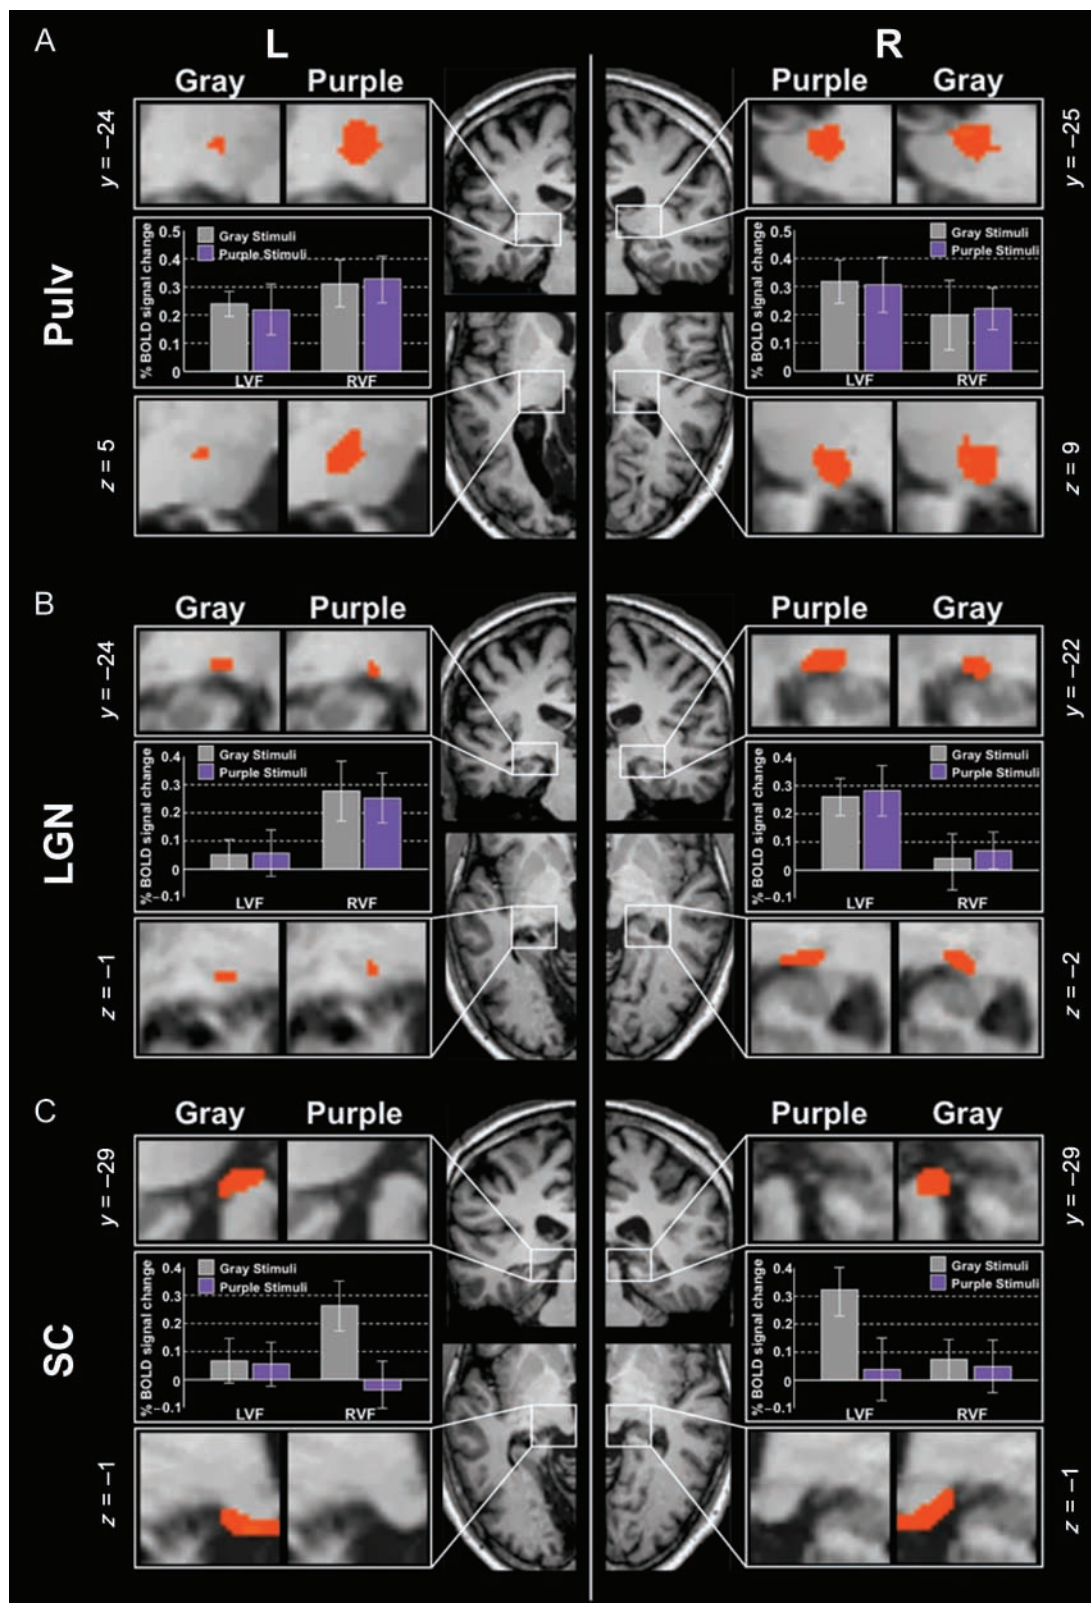 A
L
R
Gray Purple
Purple Gray
y = −24
y = −25
Pulv
% BOLD signal change
0.5
0.4
0.3
0.2
0.1
0
Gray Stimuli
Purple Stimuli
LVF RVF
% BOLD signal change
0.5
0.4
0.3
0.2
0.1
0
Gray Stimuli
Purple Stimuli
LVF RVF
z = 5
z = 9
B
Gray Purple
Purple Gray
y = −24
y = −22
LGN
% BOLD signal change
0.4
0.3
0.2
0.1
0
−0.1
Gray Stimuli
Purple Stimuli
LVF RVF
% BOLD signal change
0.4
0.3
0.2
0.1
0
−0.1
Gray Stimuli
Purple Stimuli
LVF RVF
z = −1
z = −2
C
Gray Purple
Purple Gray
y = −29
y = −29
SC
% BOLD signal change
0.4
0.3
0.2
0.1
0
−0.1
Gray Stimuli
Purple Stimuli
LVF RVF
% BOLD signal change
0.4
0.3
0.2
0.1
0
−0.1
Gray Stimuli
Purple Stimuli
LVF RVF
z = −1
z = −1